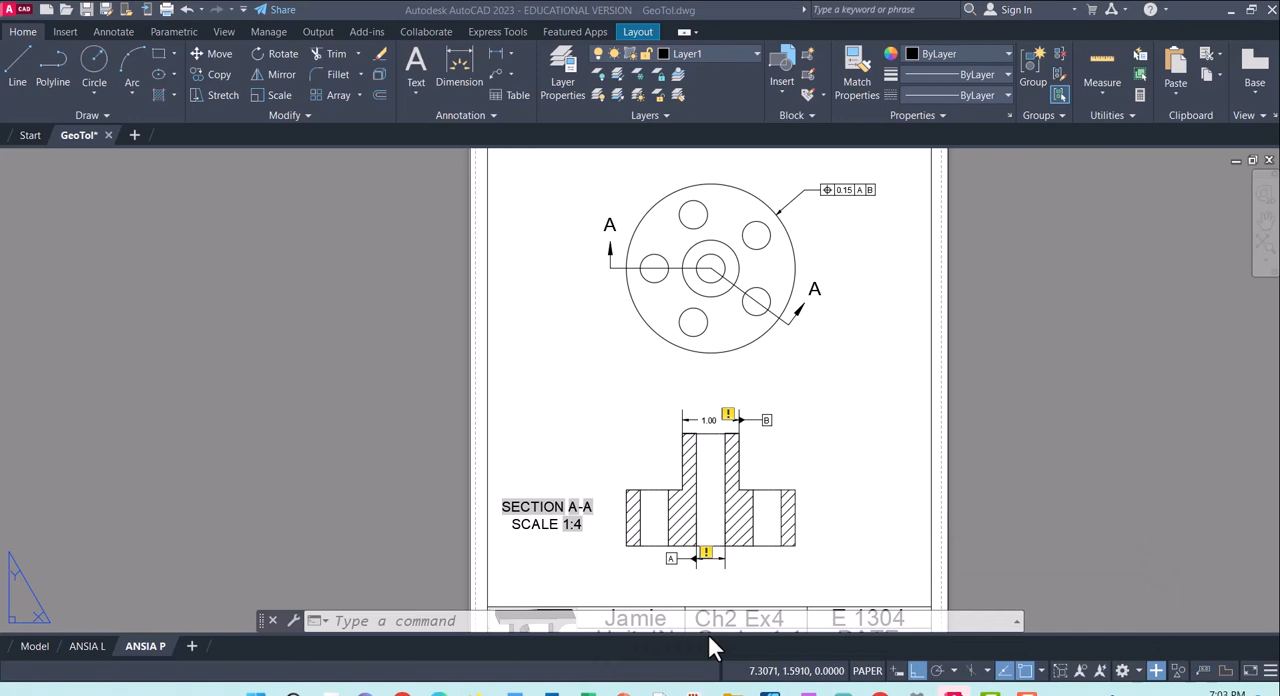 Share
Autodesk AutoCAD 2023 - EDUCATIONAL VERSION GeoTol.dwg
Type a keyword or phrase
Sign In
Home Insert Annotate Parametric View Manage Output Add-ins Collaborate Express Tools Featured Apps Layout
Line Polyline Circle Arc
Move Rotate Trim
Copy Mirror Fillet
Stretch Scale Array
Text Dimension Table
Layer Properties
Layer1
Insert
Match Properties
ByLayer
ByLayer
ByLayer
Group
Measure
Paste
Base
Draw Modify Annotation Layers Block Properties Groups Utilities Clipboard View
Start GeoTol*
0.15 A B
A
A
1.00
B
SECTION A-A
SCALE 1:4
A
Jamie Ch2 Ex4 E 1304
Type a command
Model ANSIA L ANSIA P
7.3071, 1.5910, 0.0000 PAPER
7:03 PM